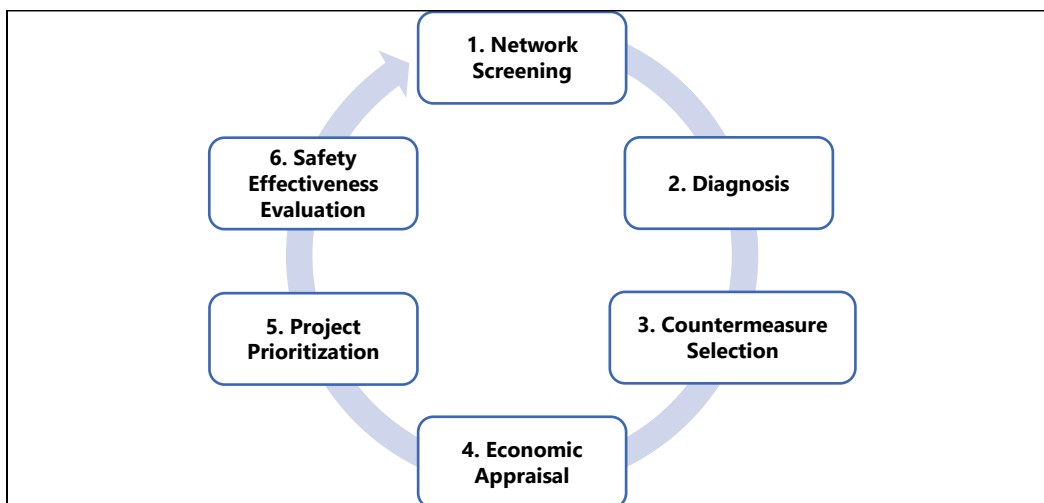 1. Network
Screening
2. Diagnosis
3. Countermeasure
Selection
4. Economic
Appraisal
5. Project
Prioritization
6. Safety
Effectiveness
Evaluation